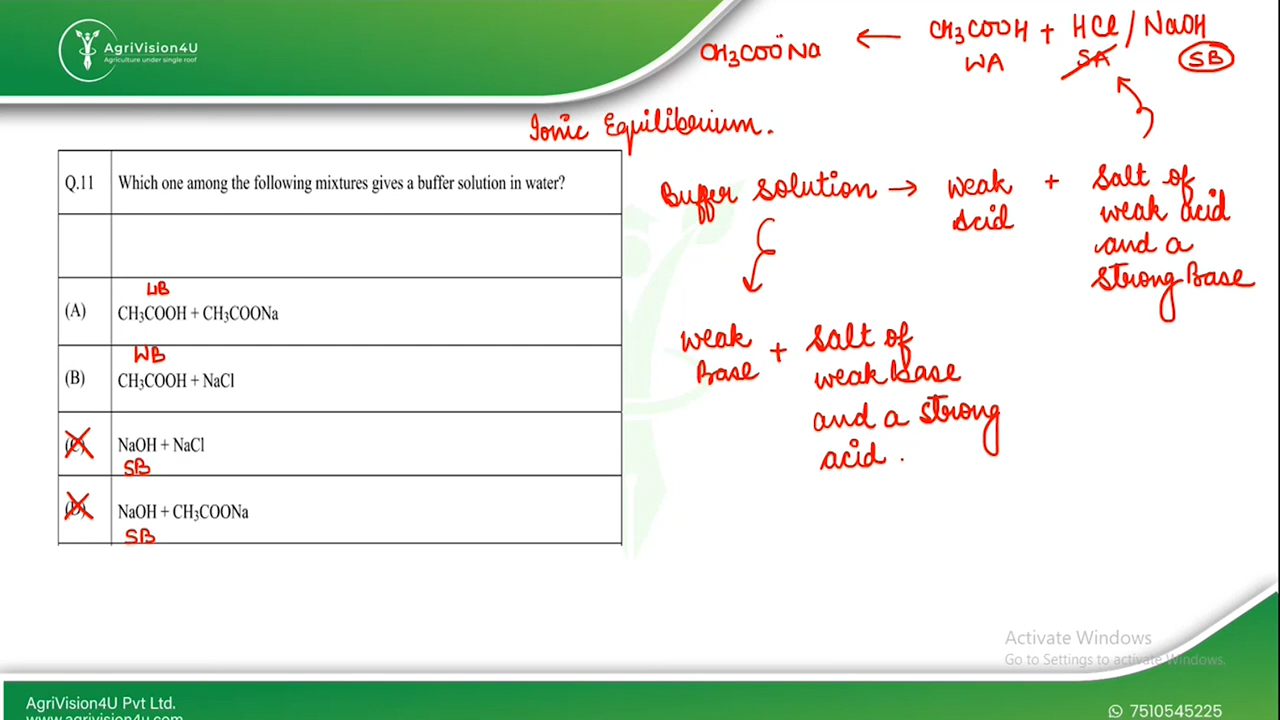 AgriVision4U
Agriculture under single roof
CH3COONa ← CH3COOH + HCl / NaOH
WA SA SB
Ionic Equilibrium.
Q.11 Which one among the following mixtures gives a buffer solution in water?
Buffer solution → weak acid + salt of weak acid and a strong Base
WB
(A) CH3COOH + CH3COONa
weak Base + salt of weak base and a strong acid.
WB
(B) CH3COOH + NaCl
(C) NaOH + NaCl
SB
(D) NaOH + CH3COONa
SB
Activate Windows
Go to Settings to activate Windows.
AgriVision4U Pvt Ltd.
www.agrivision4u.com
7510545225